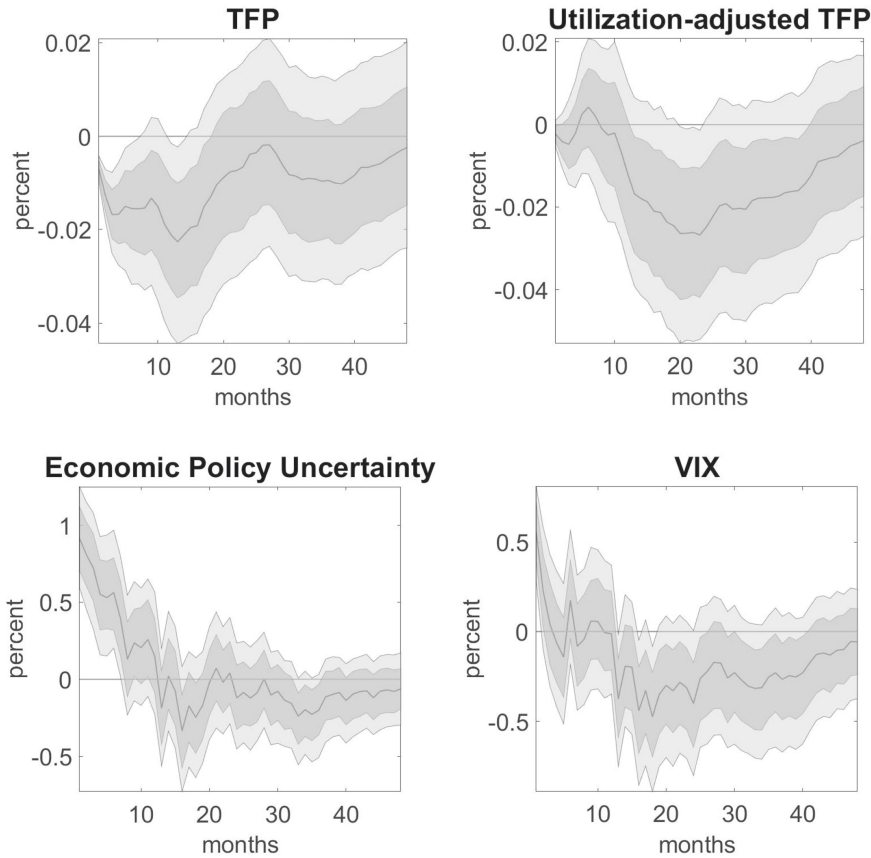 TFP
0.02
0
-0.02
-0.04
percent
10
20
30
40
months
Utilization-adjusted TFP
0.02
0
-0.02
-0.04
percent
10
20
30
40
months
Economic Policy Uncertainty
1
0.5
0
-0.5
percent
10
20
30
40
months
VIX
0.5
0
-0.5
percent
10
20
30
40
months